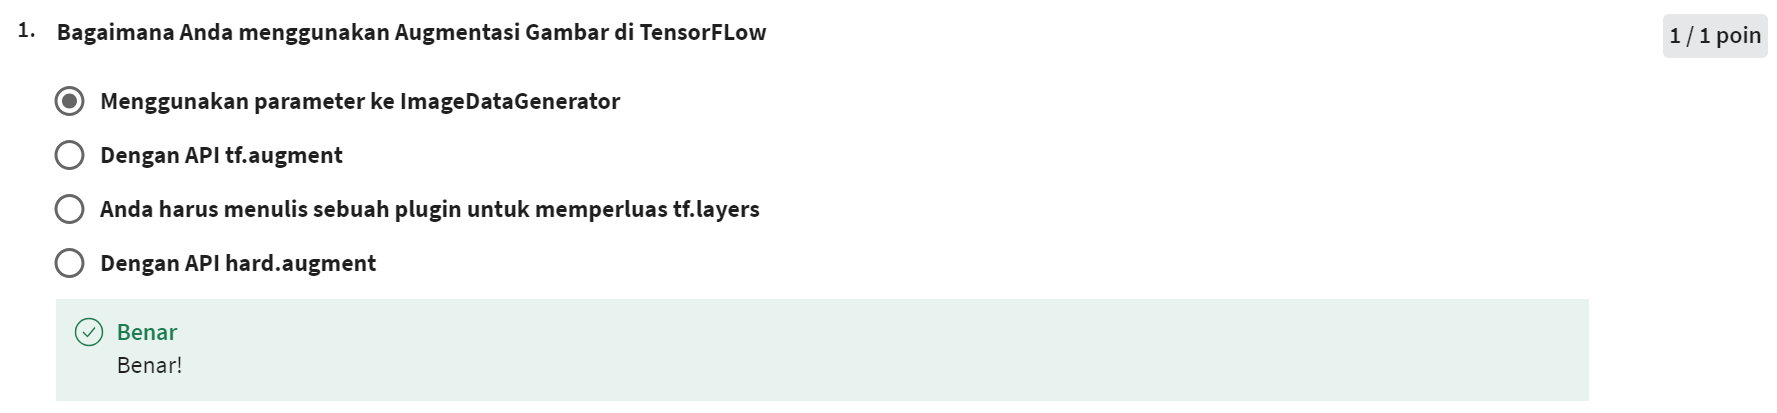 1. Bagaimana Anda menggunakan Augmentasi Gambar di TensorFLow
1 / 1 poin
Menggunakan parameter ke ImageDataGenerator
Dengan API tf.augment
Anda harus menulis sebuah plugin untuk memperluas tf.layers
Dengan API hard.augment
Benar
Benar!